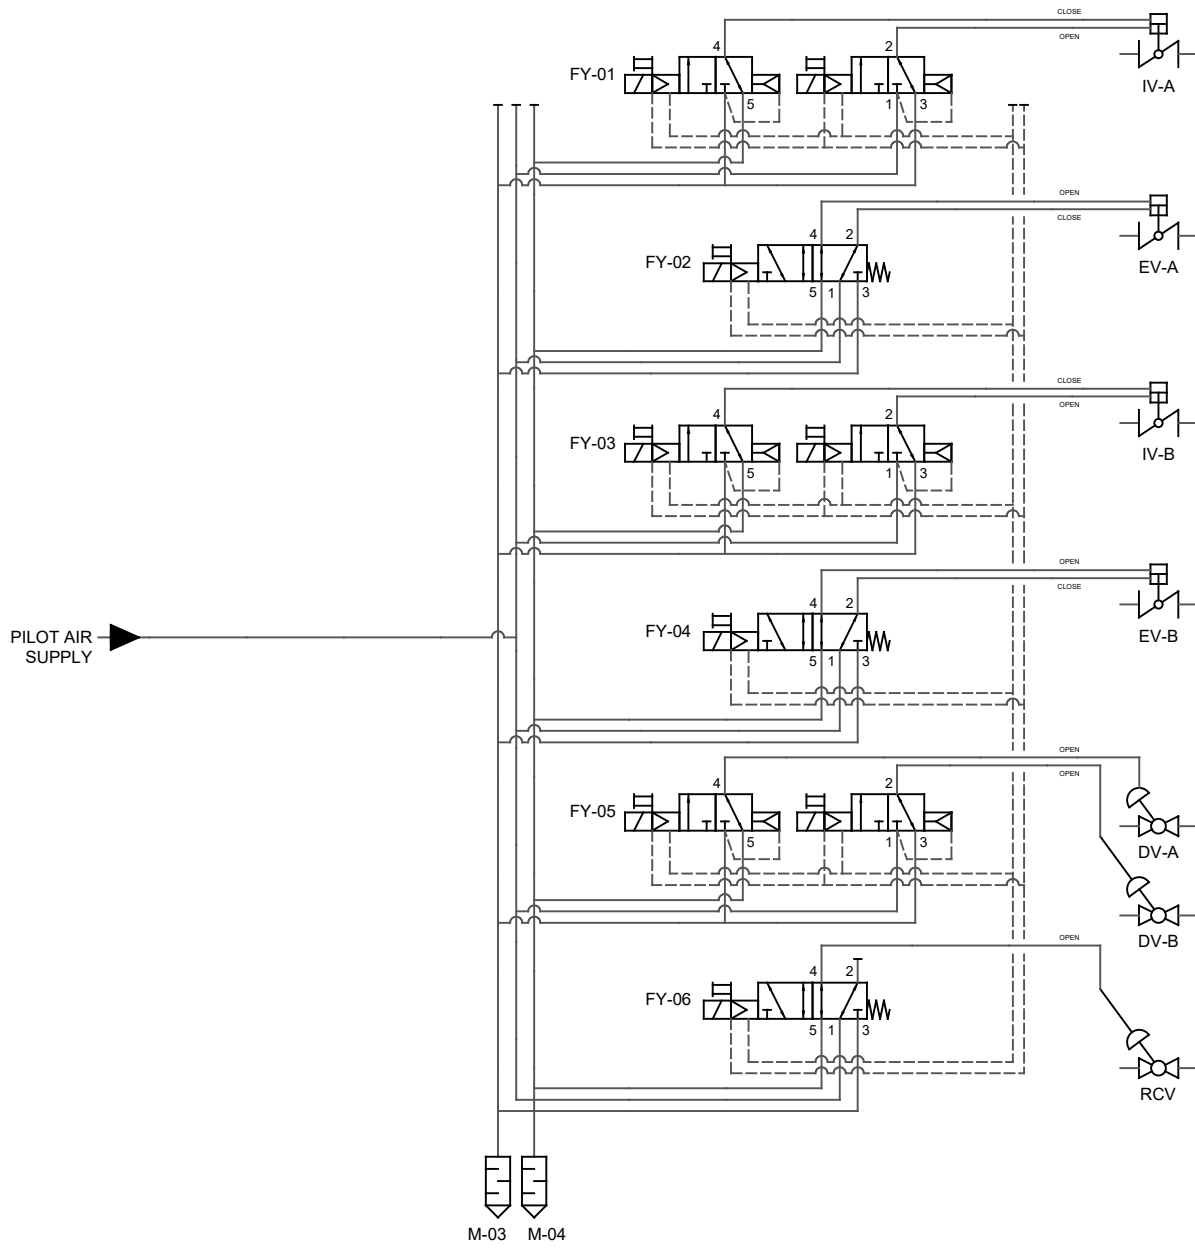 CLOSE
OPEN
4
2
FY-01
IV-A
5
1
3
OPEN
CLOSE
4
2
FY-02
EV-A
5
1
3
CLOSE
OPEN
4
2
FY-03
IV-B
5
1
3
OPEN
CLOSE
4
2
FY-04
EV-B
PILOT AIR
SUPPLY
5
1
3
OPEN
OPEN
4
2
FY-05
5
1
3
DV-A
DV-B
OPEN
4
2
FY-06
5
1
3
RCV
M-03
M-04